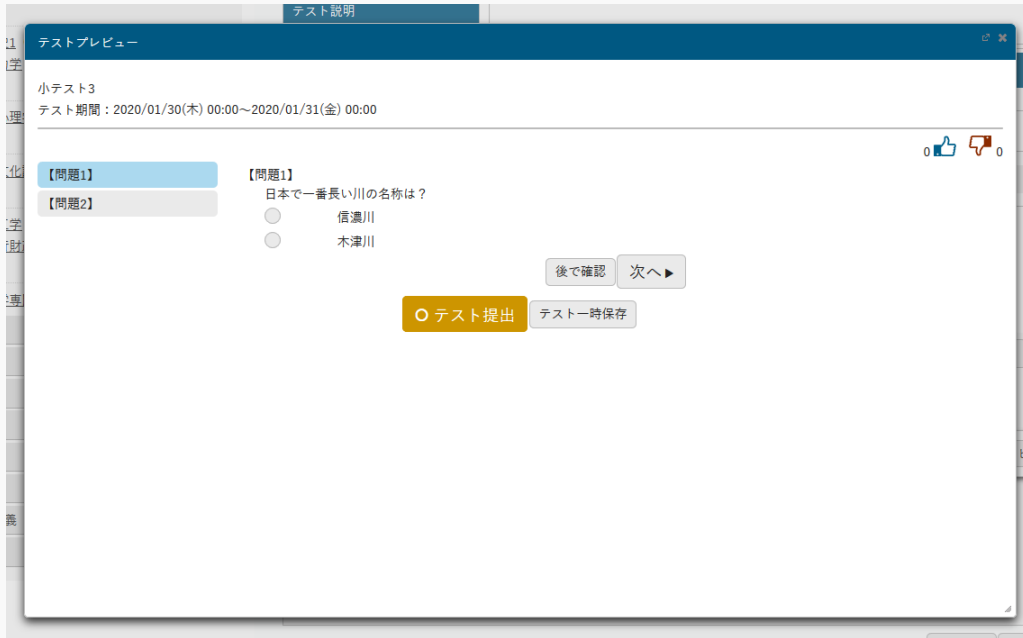 テスト説明
テストプレビュー
小テスト3
テスト期間：2020/01/30(木) 00:00～2020/01/31(金) 00:00
0 0
【問題1】
【問題2】
【問題1】
日本で一番長い川の名称は？
信濃川
木津川
後で確認 次へ▶
テスト提出 テスト一時保存
義